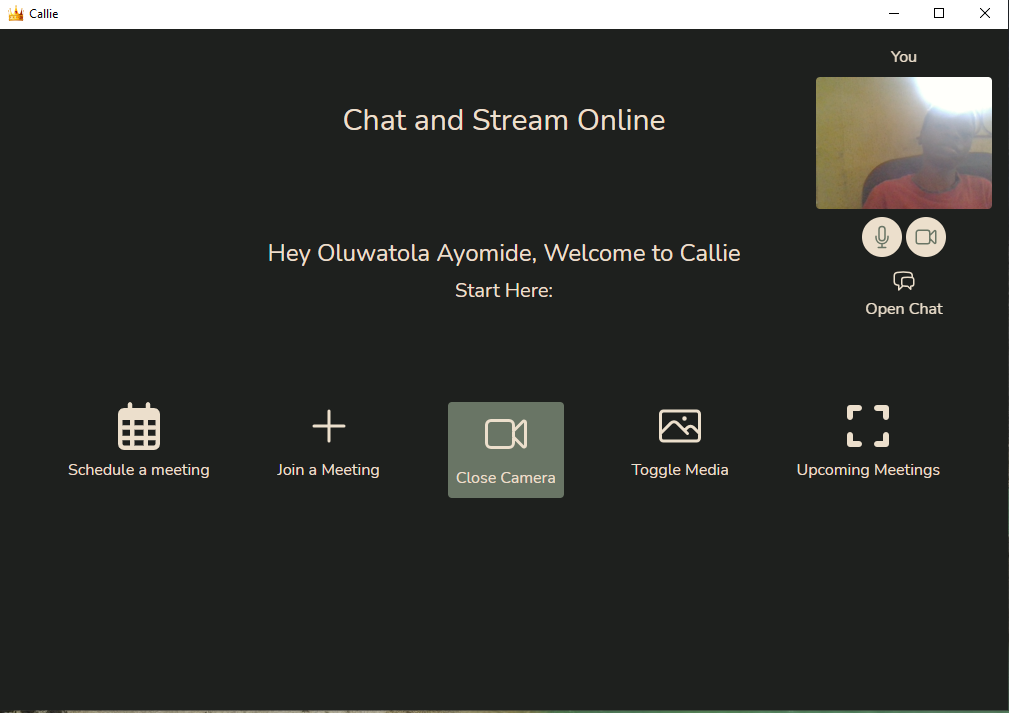 Callie
You
Chat and Stream Online
Hey Oluwatola Ayomide, Welcome to Callie
Start Here:
Open Chat
Schedule a meeting
Join a Meeting
Close Camera
Toggle Media
Upcoming Meetings